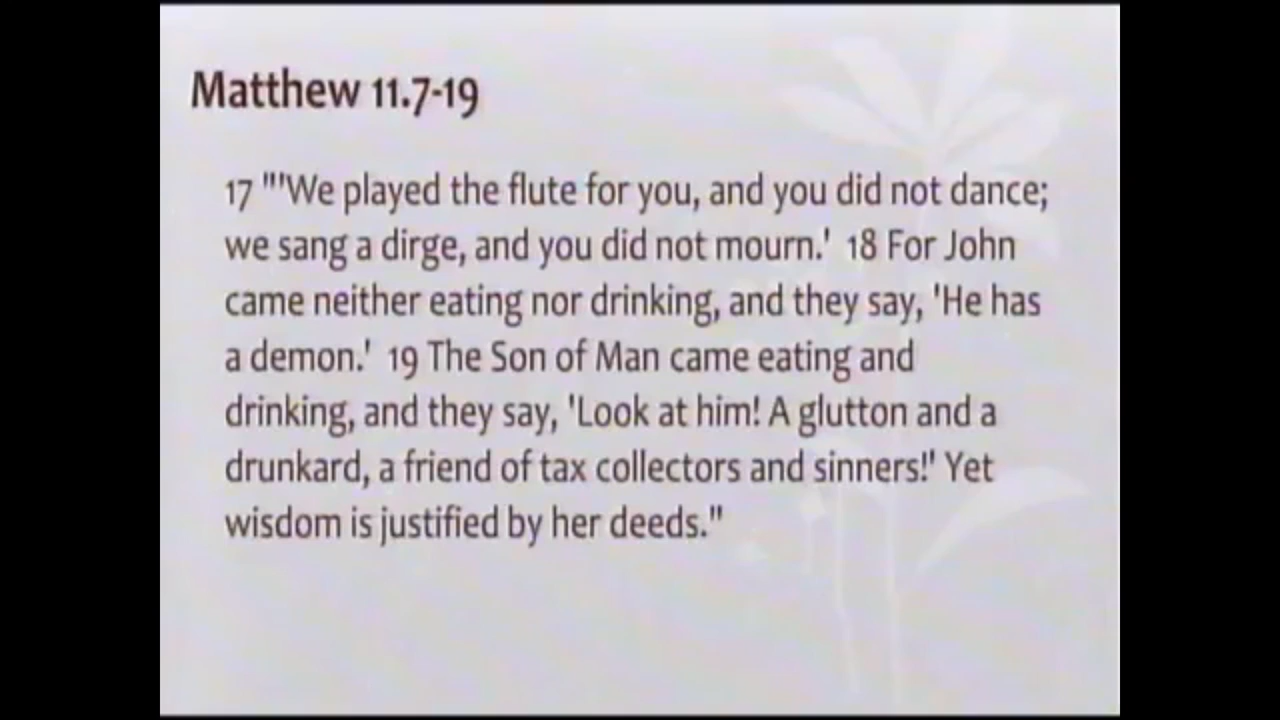 Matthew 11.7-19
17 "'We played the flute for you, and you did not dance;
we sang a dirge, and you did not mourn.' 18 For John
came neither eating nor drinking, and they say, 'He has
a demon.' 19 The Son of Man came eating and
drinking, and they say, 'Look at him! A glutton and a
drunkard, a friend of tax collectors and sinners!' Yet
wisdom is justified by her deeds."